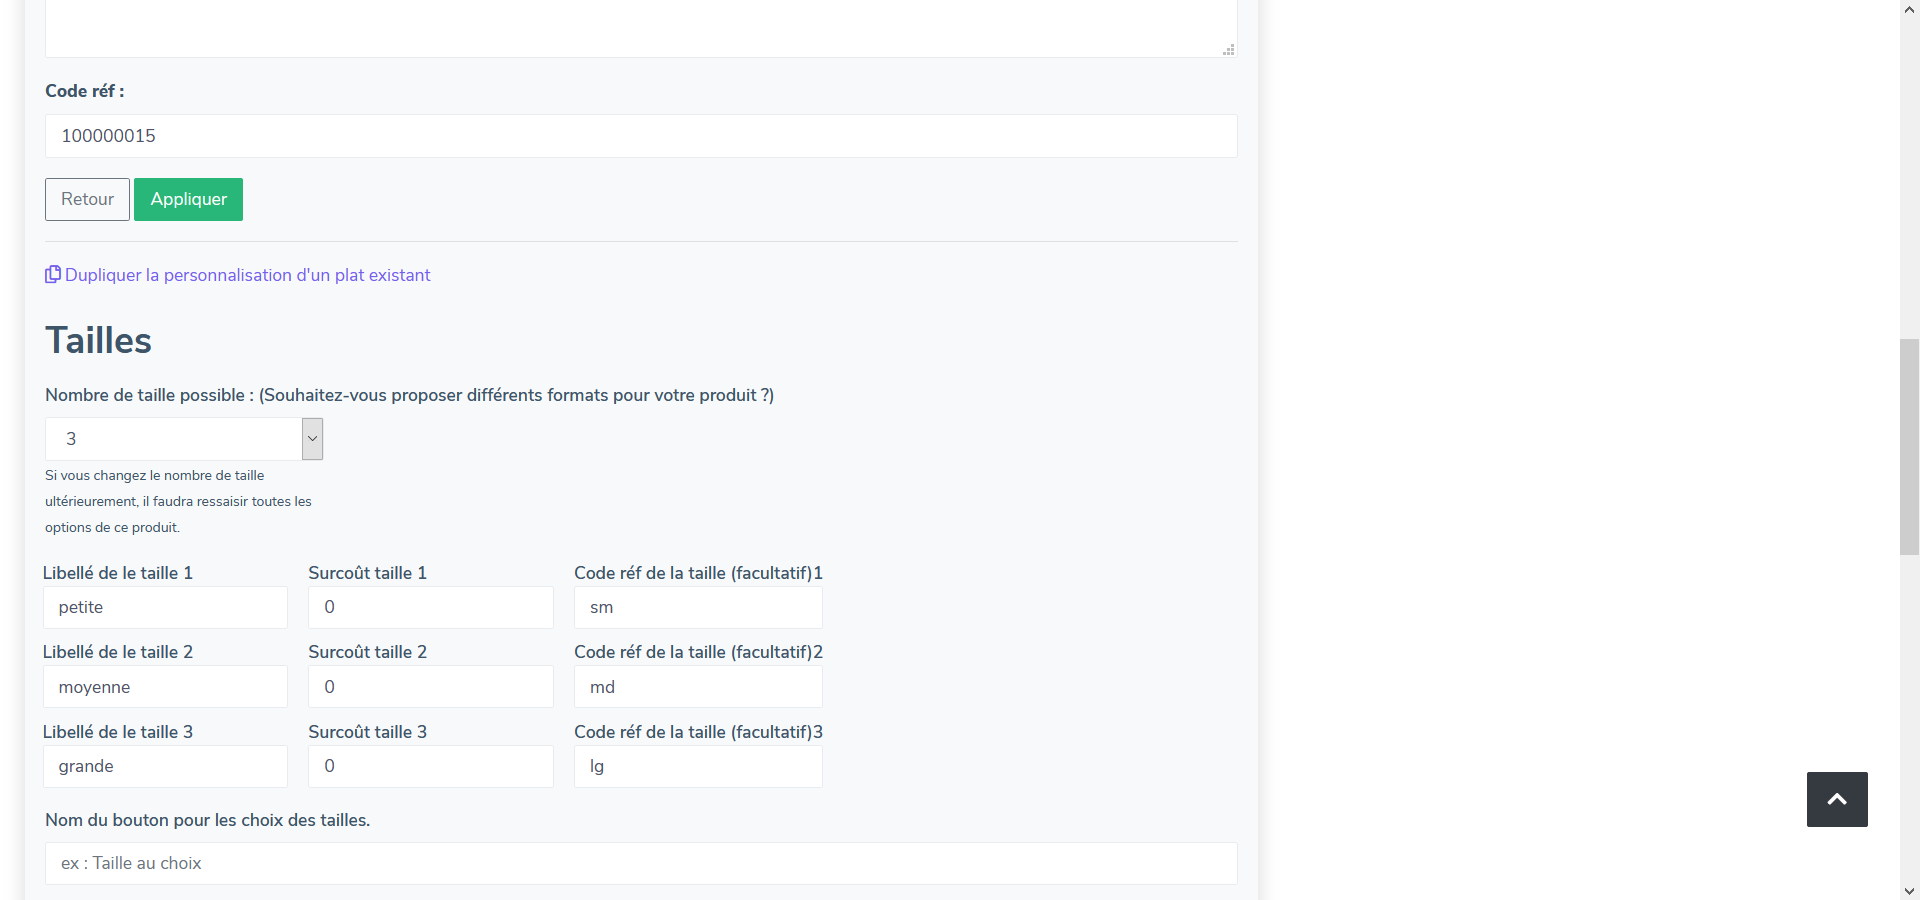 Code réf :
100000015
Retour Appliquer
Dupliquer la personnalisation d'un plat existant
Tailles
Nombre de taille possible : (Souhaitez-vous proposer différents formats pour votre produit ?)
3
Si vous changez le nombre de taille
ultérieurement, il faudra ressaisir toutes les
options de ce produit.
Libellé de le taille 1 Surcoût taille 1 Code réf de la taille (facultatif)1
petite 0 sm
Libellé de le taille 2 Surcoût taille 2 Code réf de la taille (facultatif)2
moyenne 0 md
Libellé de le taille 3 Surcoût taille 3 Code réf de la taille (facultatif)3
grande 0 lg
Nom du bouton pour les choix des tailles.
ex : Taille au choix